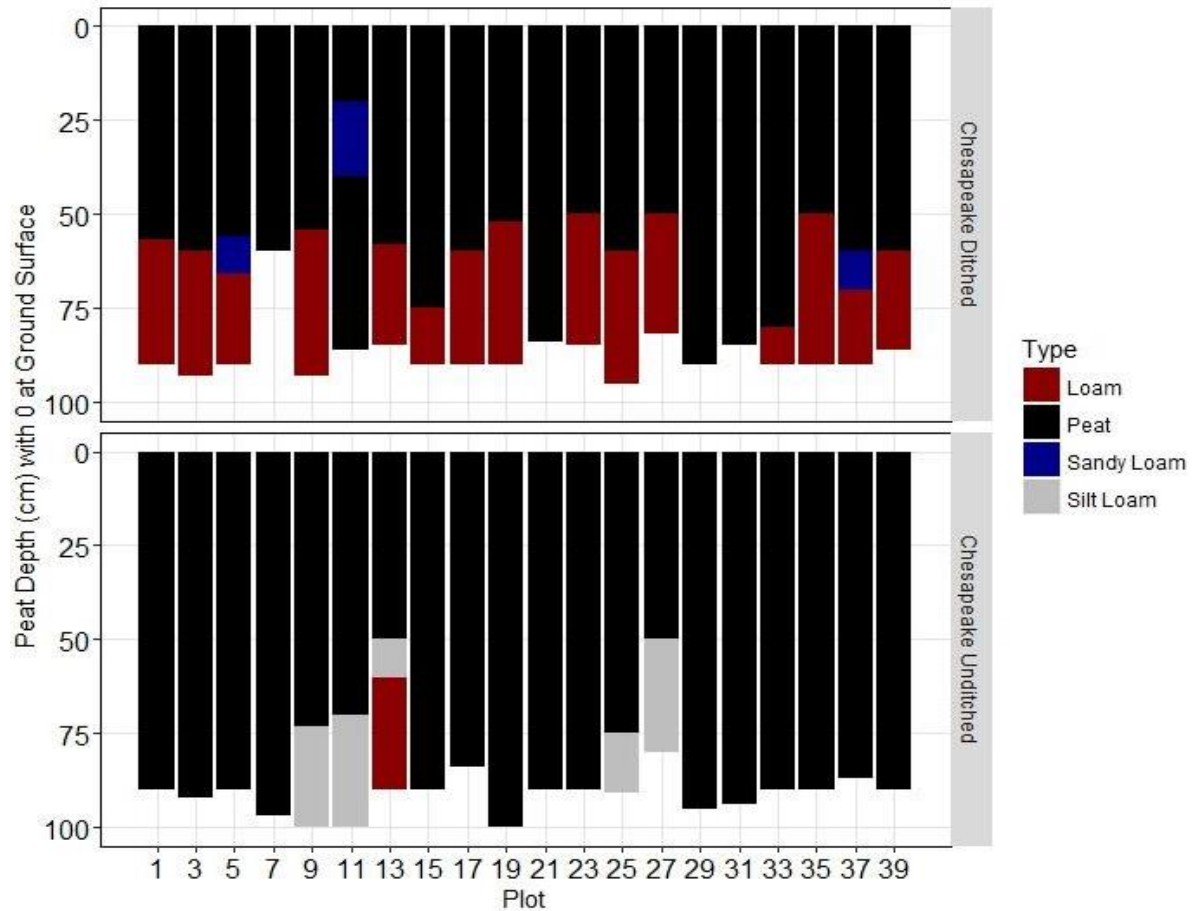 Peat Depth (cm) with 0 at Ground Surface
0
25
50
75
100
Chesapeake Ditched
0
25
50
75
100
Chesapeake Unditched
1 3 5 7 9 11 13 15 17 19 21 23 25 27 29 31 33 35 37 39
Plot
Type
Loam
Peat
Sandy Loam
Silt Loam